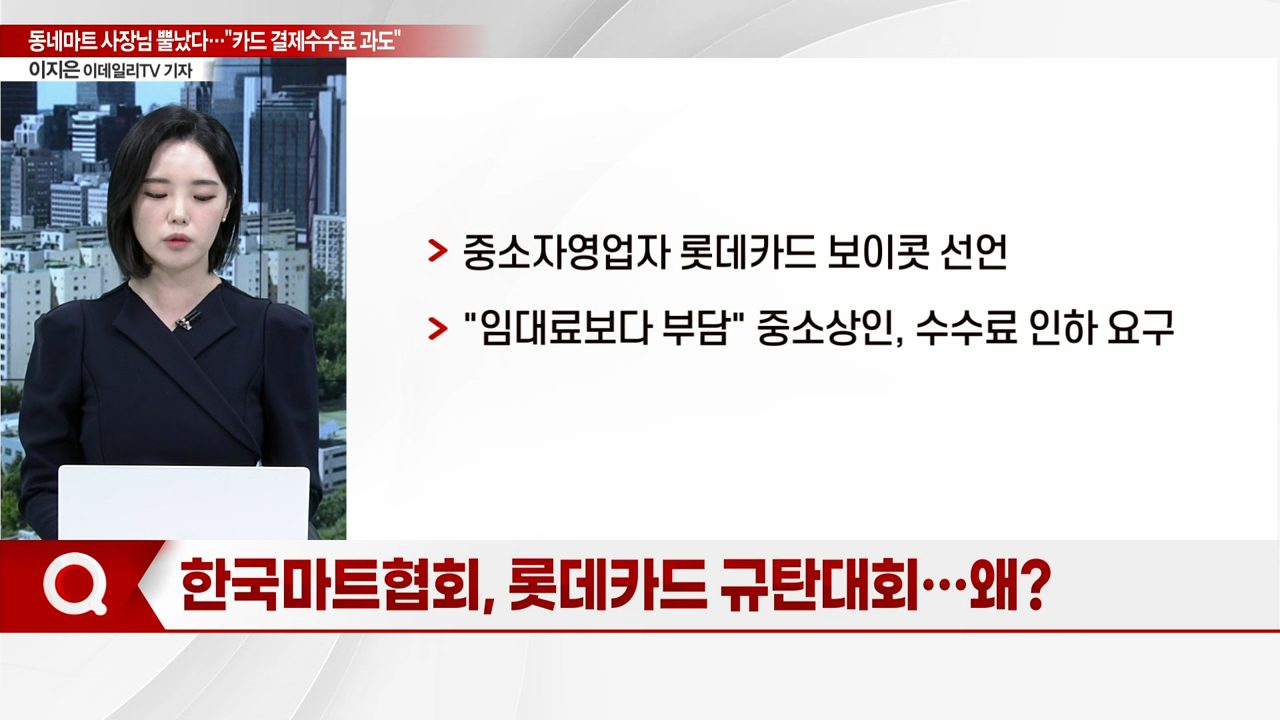 동네마트 사장님 뿔났다…"카드 결제수수료 과도"
이지은 이데일리TV 기자
> 중소자영업자 롯데카드 보이콧 선언
> "임대료보다 부담" 중소상인, 수수료 인하 요구
Q 한국마트협회, 롯데카드 규탄대회…왜?